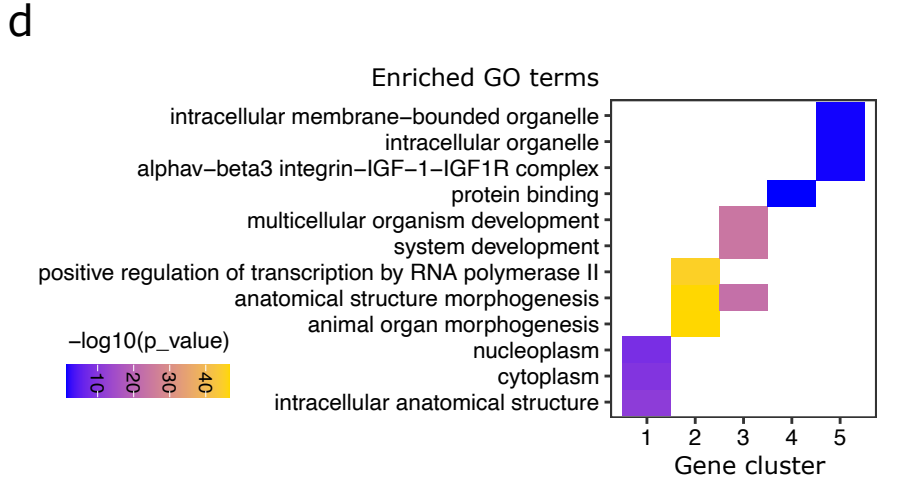 d
Enriched GO terms
intracellular membrane−bounded organelle
intracellular organelle
alphav−beta3 integrin−IGF−1−IGF1R complex
protein binding
multicellular organism development
system development
positive regulation of transcription by RNA polymerase II
anatomical structure morphogenesis
animal organ morphogenesis
nucleoplasm
cytoplasm
intracellular anatomical structure
−log10(p_value)
10 20 30 40
1 2 3 4 5
Gene cluster